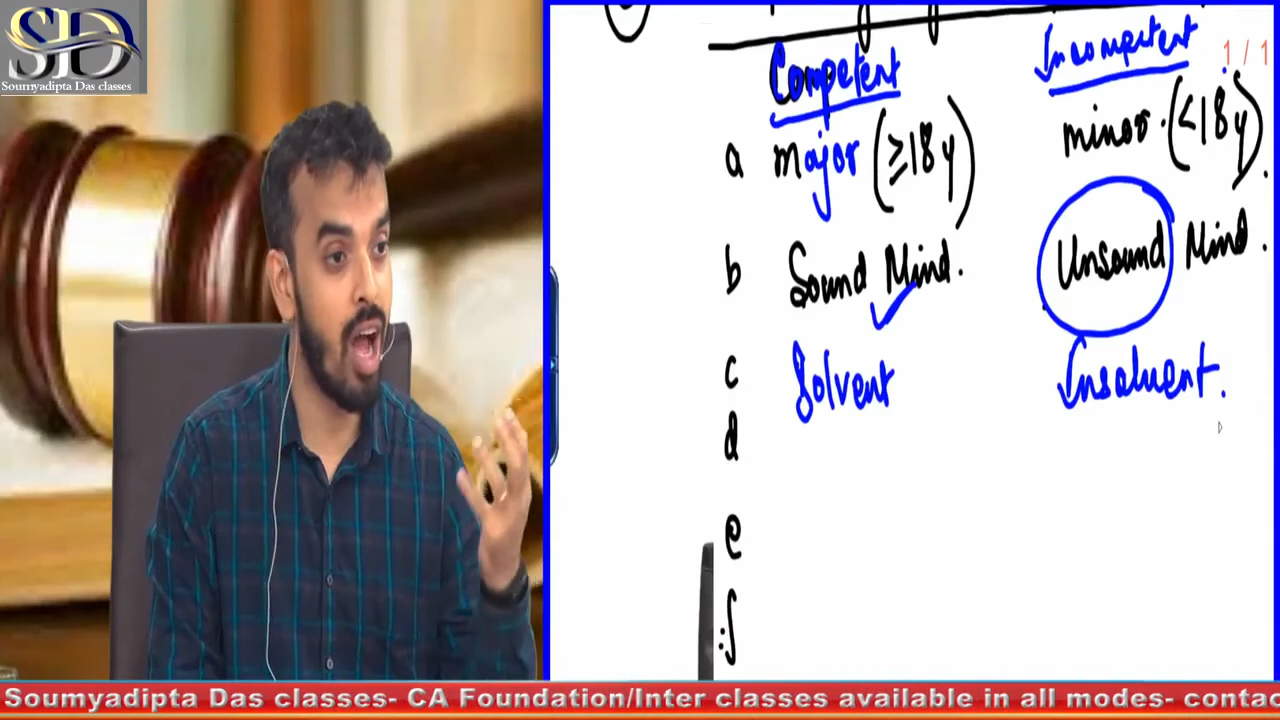 SD
Soumyadipta Das classes
1 / 1
Competent Incompetent
a major (≥18y) minor. (<18y).
b Sound Mind. Unsound Mind.
c Solvent Insolvent.
d
e
f
Soumyadipta Das classes- CA Foundation/Inter classes available in all modes- contac